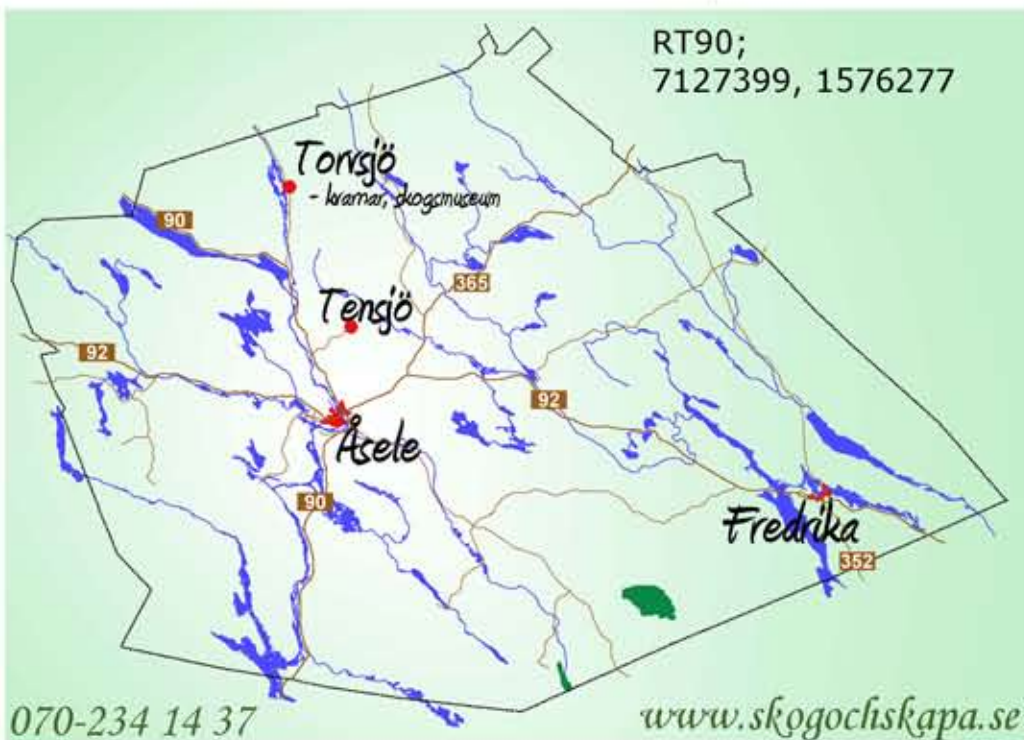 RT90;
7127399, 1576277
Torvsjö
- kvarnar, skogsmuseum
90
365
Tensjö
92
92
Åsele
90
Fredrika
352
070-234 14 37
www.skogochskapa.se